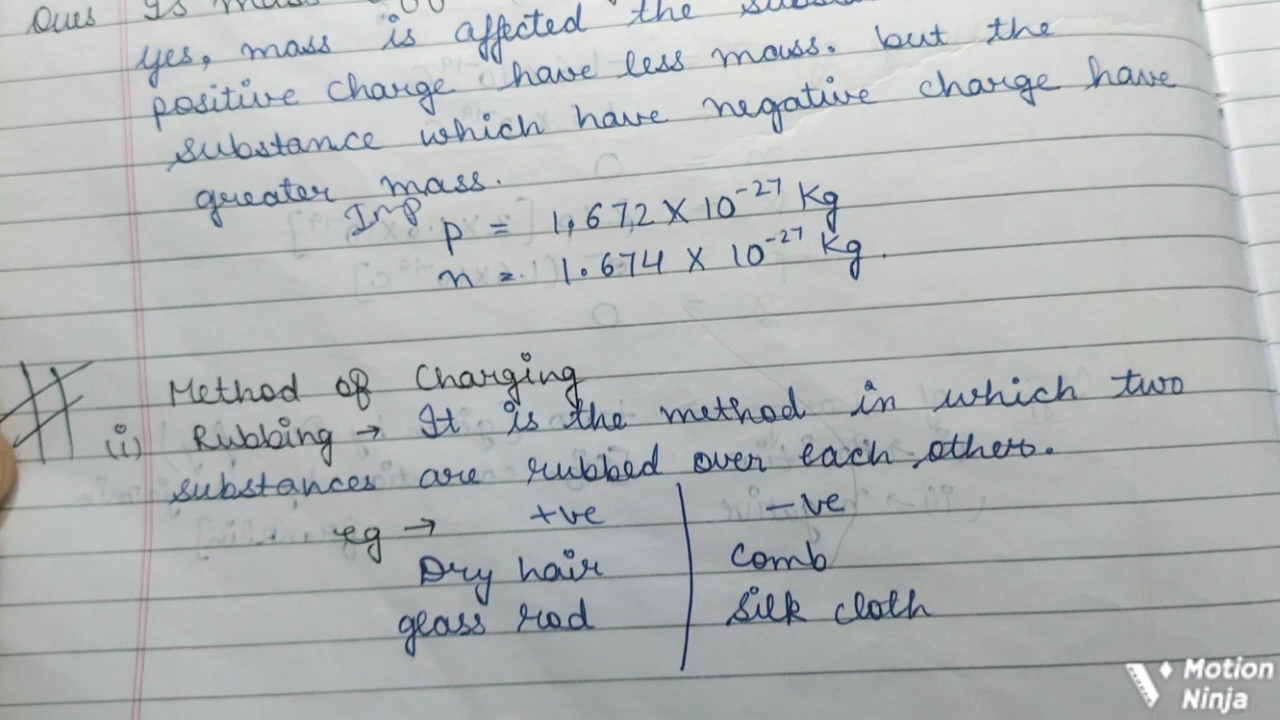 Ques Is mass
yes, mass is affected the
positive charge have less mass. but the
substance which have negative charge have
greater mass.
Imp
p = 1.672 X 10⁻²⁷ Kg
n = 1.674 X 10⁻²⁷ Kg.
Method of Charging
(i) Rubbing → It is the method in which two
substances are rubbed over each others.
eg → +ve -ve
Dry hair comb
glass rod silk cloth
Motion
Ninja